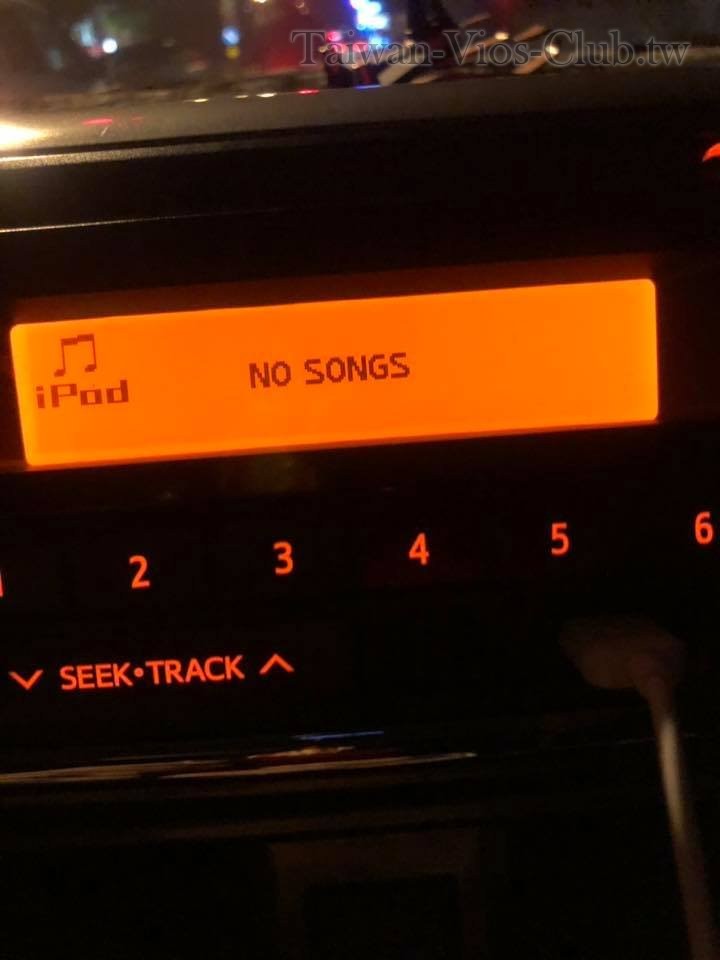 Taiwan-Vios-Club.tw
iPod
NO SONGS
2 3 4 5 6
SEEK•TRACK